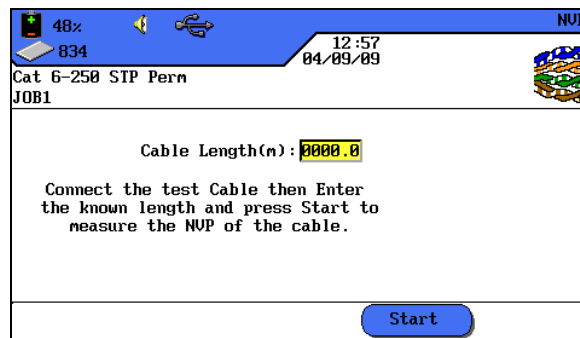 48%
NVP
834
12:57
04/09/09
Cat 6-250 STP Perm
JOB1
Cable Length(m): 0000.0
Connect the test Cable then Enter
the known length and press Start to
measure the NVP of the cable.
Start